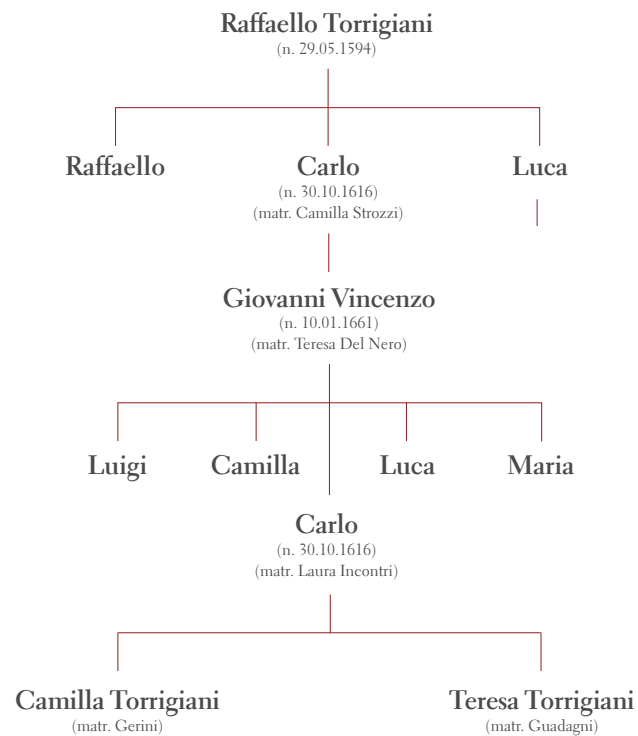 Raffaello Torrigiani
(n. 29.05.1594)
Raffaello
Carlo
Luca
(n. 30.10.1616)
(matr. Camilla Strozzi)
Giovanni Vincenzo
(n. 10.01.1661)
(matr. Teresa Del Nero)
Luigi
Camilla
Luca
Maria
Carlo
(n. 30.10.1616)
(matr. Laura Incontri)
Camilla Torrigiani
(matr. Gerini)
Teresa Torrigiani
(matr. Guadagni)